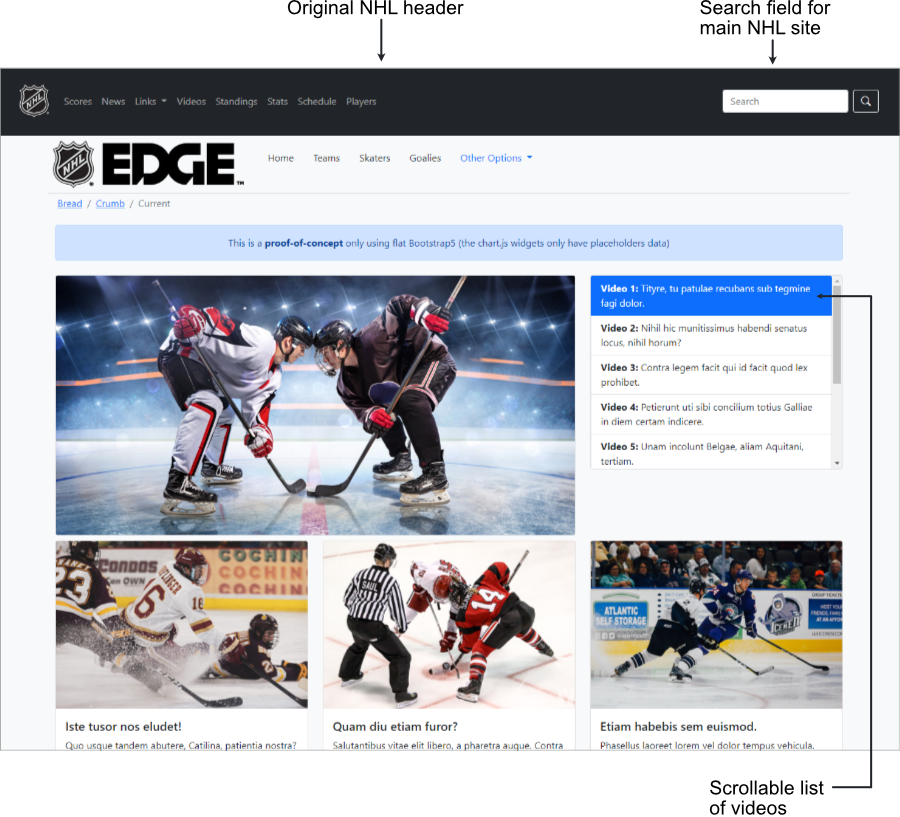 Original NHL header
Search field for
main NHL site
NHL Scores News Links Videos Standings Stats Schedule Players Search
NHL EDGE™ Home Teams Skaters Goalies Other Options
Bread / Crumb / Current
This is a proof-of-concept only using flat Bootstrap5 (the chart.js widgets only have placeholders data)
Video 1: Tityre, tu patulae recubans sub tegmine
fagi dolor.
Video 2: Nihil hic munitissimus habendi senatus
locus, nihil horum?
Video 3: Contra legem facit qui id facit quod lex
prohibet.
Video 4: Petierunt uti sibi concilium totius Galliae
in diem certam indicere.
Video 5: Unam incolunt Belgae, aliam Aquitani,
tertiam.
23
16
16
14
ATLANTIC
SELF STORAGE
Iste tusor nos eludet!
Quo usque tandem abutere, Catilina, patientia nostra?
Quam diu etiam furor?
Salutantibus vitae elit libero, a pharetra augue. Contra
Etiam habebis sem euismod.
Phasellus laoreet lorem vel dolor tempus vehicula.
Scrollable list
of videos